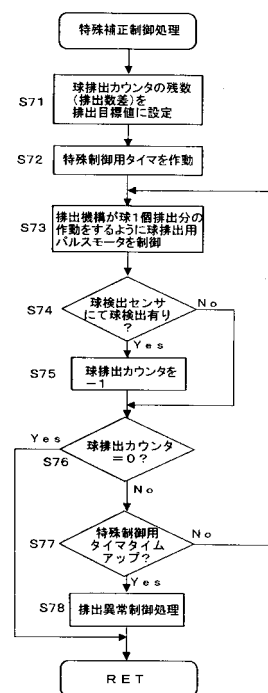 特殊補正制御処理
S71
球排出カウンタの残数
(排出数差)を
排出目標値に設定
S72
特殊制御用タイマを作動
S73
排出機構が球1個排出分の
作動をするように球排出用
パルスモータを制御
S74
球検出センサ
にて球検出有り
?
No
Yes
S75
球排出カウンタを
−1
Yes
球排出カウンタ
=0?
S76
No
S77
特殊制御用
タイマタイム
アップ?
No
Yes
S78
排出異常制御処理
RET